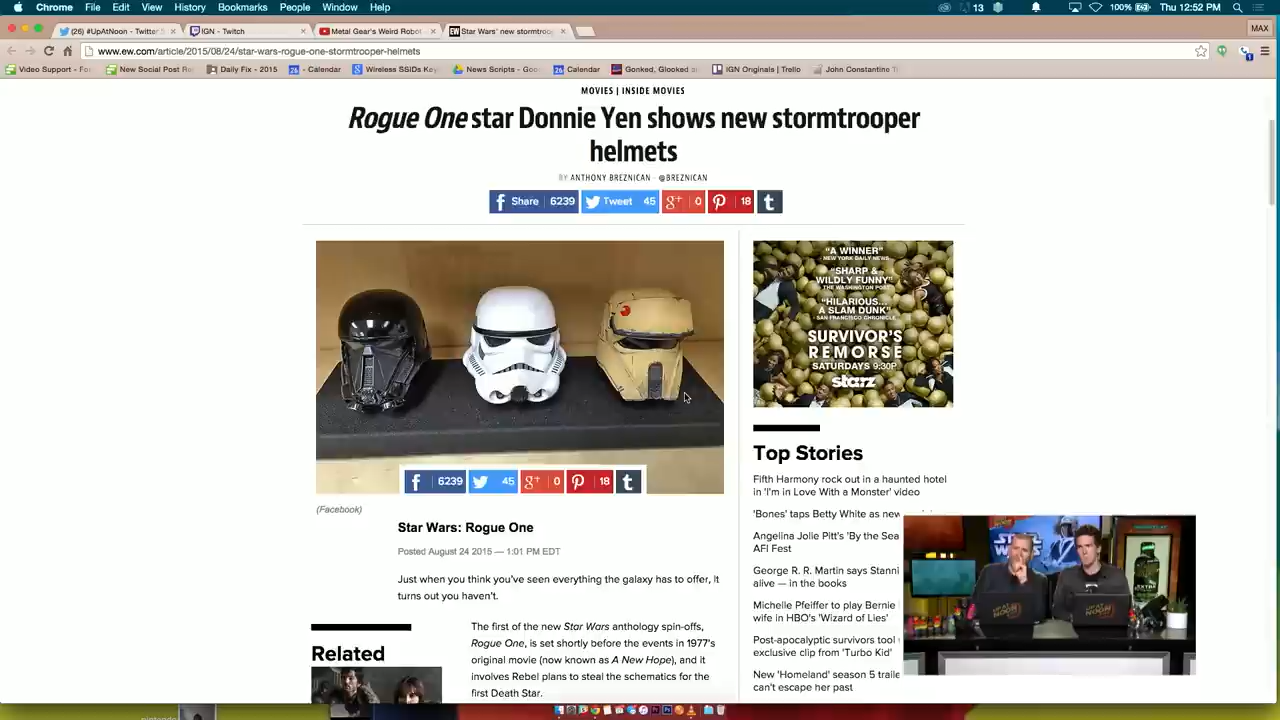 Chrome File Edit View History Bookmarks People Window Help 13 100% Thu 12:52 PM
(26) #UpAtNoon - Twitter IGN - Twitch Metal Gear's Weird Robot Star Wars' new stormtroop MAX
www.ew.com/article/2015/08/24/star-wars-rogue-one-stormtrooper-helmets
Video Support - Fo New Social Post Re Daily Fix - 2015 - Calendar Wireless SSIDs Key News Scripts - Goo Calendar Gonked, Glooked o IGN Originals | Trello John Constantine T
MOVIES | INSIDE MOVIES
Rogue One star Donnie Yen shows new stormtrooper
helmets
BY ANTHONY BREZNICAN · @BREZNICAN
Share 6239 Tweet 45 g+ 0 18 t
6239 45 g+ 0 18 t
(Facebook)
Star Wars: Rogue One
Posted August 24 2015 — 1:01 PM EDT
Just when you think you've seen everything the galaxy has to offer, it
turns out you haven't.
Related
The first of the new Star Wars anthology spin-offs,
Rogue One, is set shortly before the events in 1977's
original movie (now known as A New Hope), and it
involves Rebel plans to steal the schematics for the
first Death Star.
"A WINNER"
NEW YORK DAILY NEWS
"SHARP &
WILDLY FUNNY"
THE WASHINGTON POST
"HILARIOUS...
A SLAM DUNK"
SAN FRANCISCO CHRONICLE
SURVIVOR'S
REMORSE
SATURDAYS 9:30P
starz
Top Stories
Fifth Harmony rock out in a haunted hotel
in 'I'm in Love With a Monster' video
'Bones' taps Betty White as new
Angelina Jolie Pitt's 'By the Sea
AFI Fest
George R. R. Martin says Stanni
alive — in the books
Michelle Pfeiffer to play Bernie
wife in HBO's 'Wizard of Lies'
Post-apocalyptic survivors tool
exclusive clip from 'Turbo Kid'
New 'Homeland' season 5 traile
can't escape her past
STAR
WARS